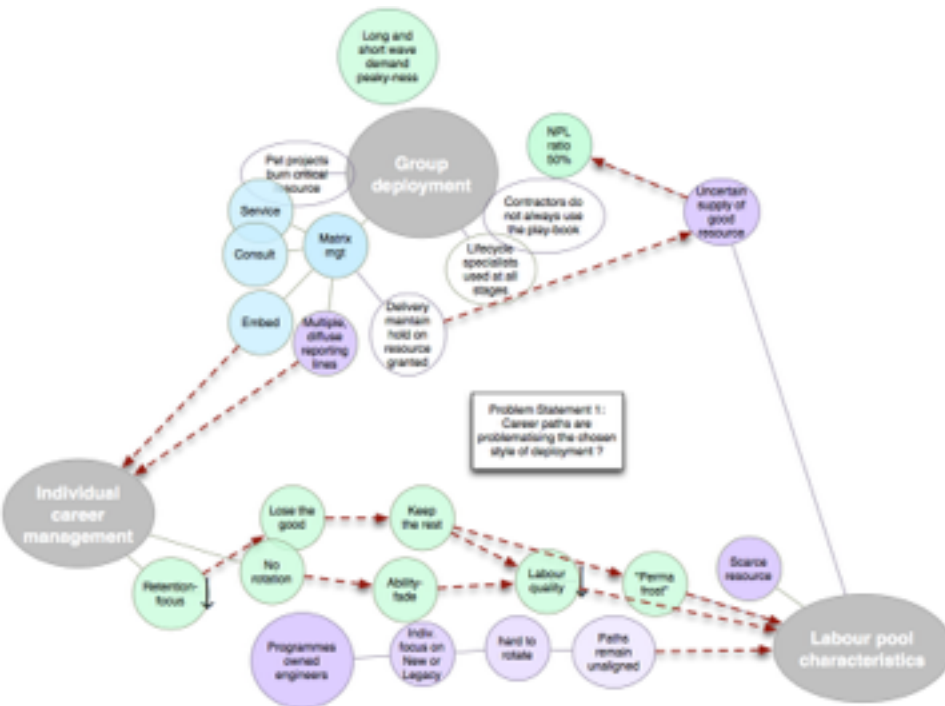 Long and
short wave
demand
peaky-ness
Group
deployment
NPL
ratio
50%
Pet projects
burn critical
resource
Uncertain
supply of
good
resource
Contractors do
not always use
the play-book
Service
Matrix
mgt
Consult
Lifecycle
specialists
used at all
stages
Embed
Multiple,
diffuse
reporting
lines
Delivery
maintain
hold on
resource
granted
Problem Statement 1:
Career paths are
problematising the chosen
style of deployment ?
Individual
career
management
Lose the
good
Keep
the rest
No
rotation
Retention-
focus
Ability-
fade
Labour
quality
"Perma
frost"
Scarce
resource
Programmes
owned
engineers
Indiv.
focus on
New or
Legacy
hard to
rotate
Paths
remain
unaligned
Labour pool
characteristics